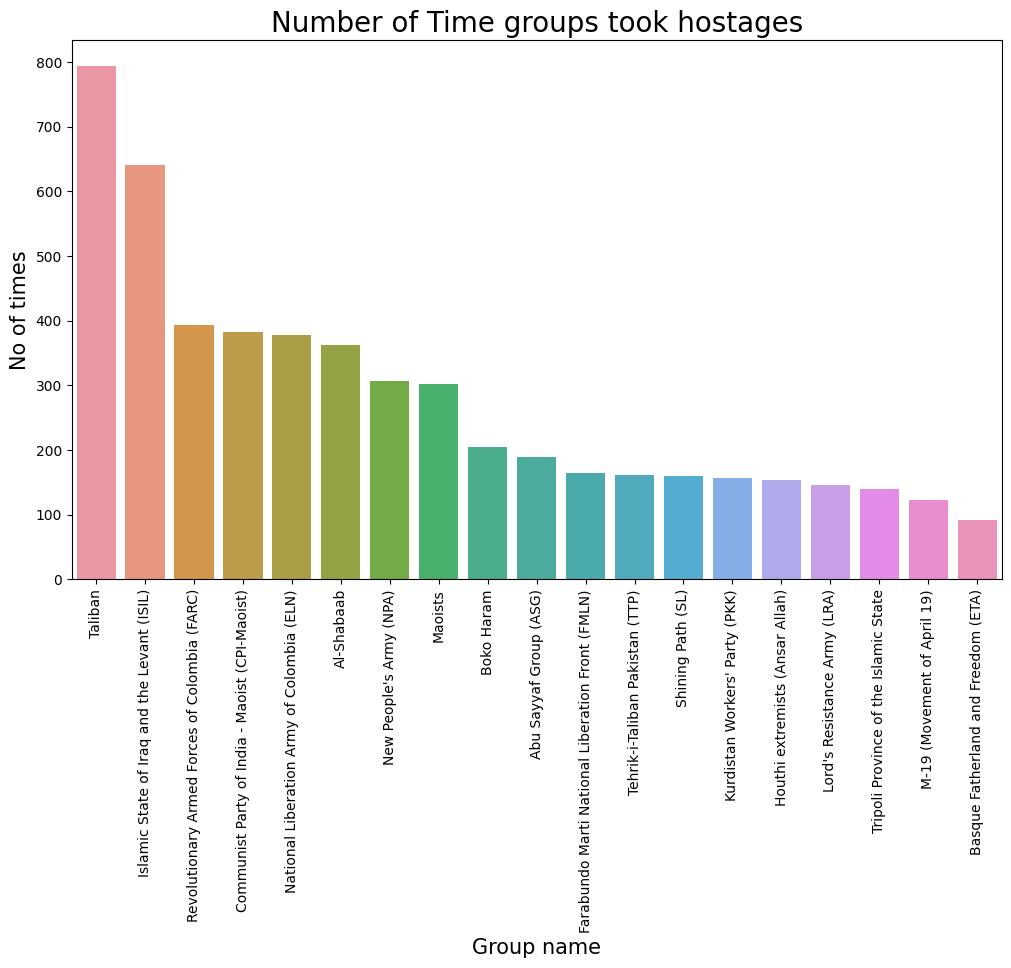 Number of Time groups took hostages
No of times
800
700
600
500
400
300
200
100
0
Taliban
Islamic State of Iraq and the Levant (ISIL)
Revolutionary Armed Forces of Colombia (FARC)
Communist Party of India - Maoist (CPI-Maoist)
National Liberation Army of Colombia (ELN)
Al-Shabaab
New People's Army (NPA)
Maoists
Boko Haram
Abu Sayyaf Group (ASG)
Farabundo Marti National Liberation Front (FMLN)
Tehrik-i-Taliban Pakistan (TTP)
Shining Path (SL)
Kurdistan Workers' Party (PKK)
Houthi extremists (Ansar Allah)
Lord's Resistance Army (LRA)
Tripoli Province of the Islamic State
M-19 (Movement of April 19)
Basque Fatherland and Freedom (ETA)
Group name